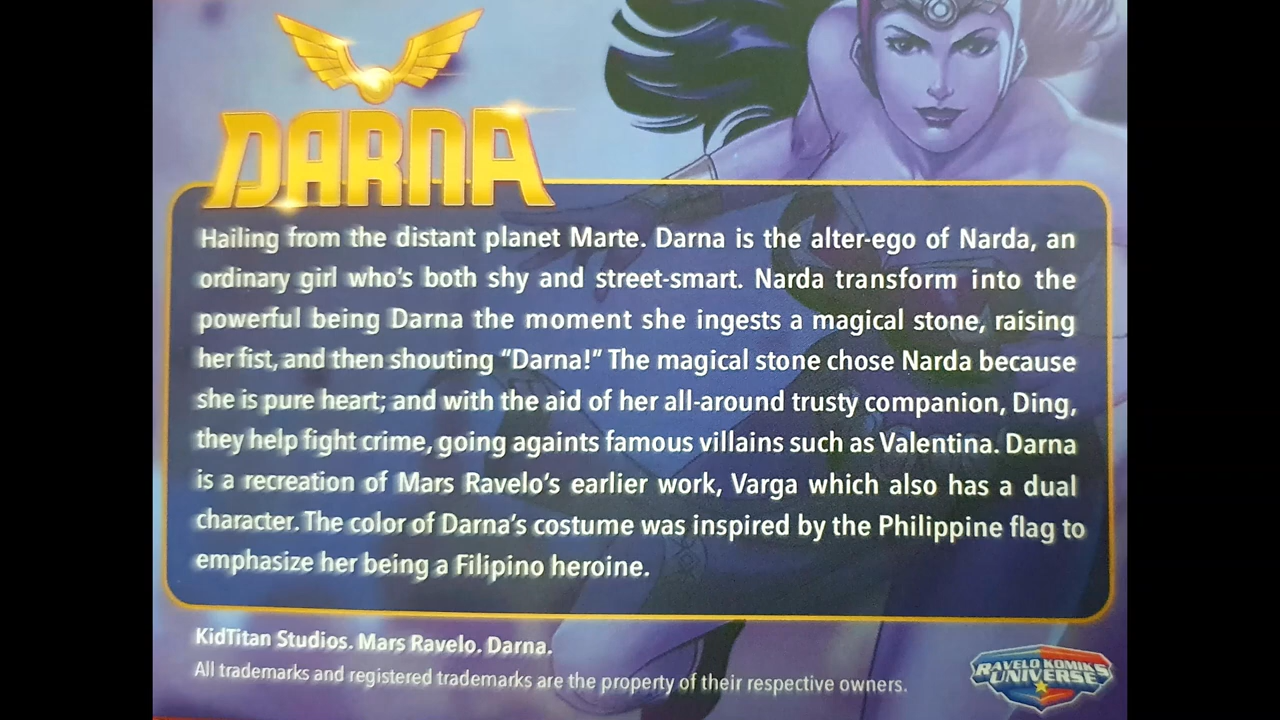 DARNA
Hailing from the distant planet Marte. Darna is the alter-ego of Narda, an
ordinary girl who's both shy and street-smart. Narda transform into the
powerful being Darna the moment she ingests a magical stone, raising
her fist, and then shouting "Darna!" The magical stone chose Narda because
she is pure heart; and with the aid of her all-around trusty companion, Ding,
they help fight crime, going againts famous villains such as Valentina. Darna
is a recreation of Mars Ravelo's earlier work, Varga which also has a dual
character. The color of Darna's costume was inspired by the Philippine flag to
emphasize her being a Filipino heroine.
KidTitan Studios. Mars Ravelo. Darna.
All trademarks and registered trademarks are the property of their respective owners.
RAVELO KOMIKS
UNIVERSE